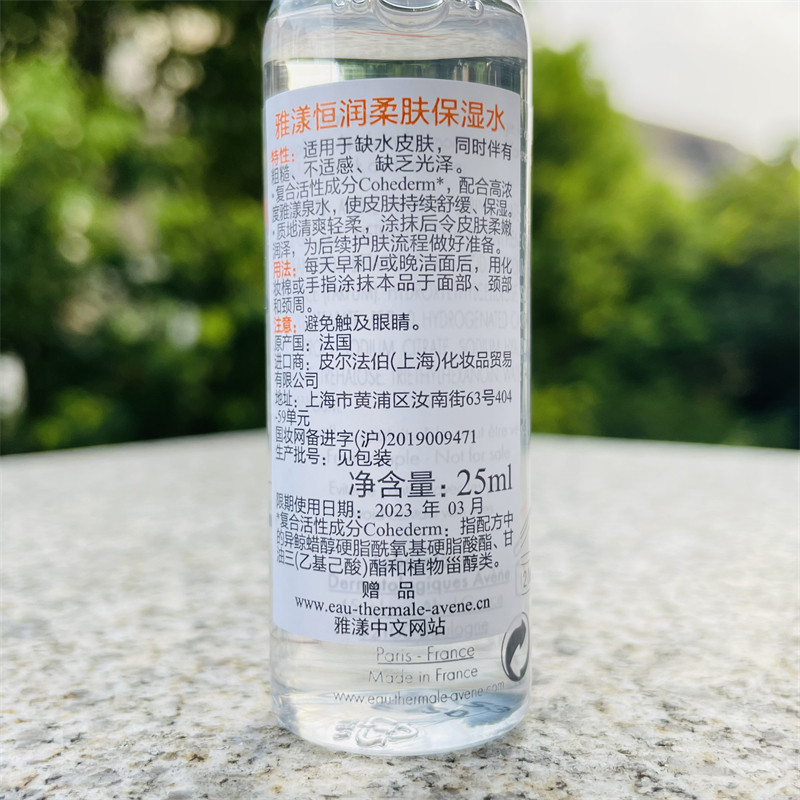 雅漾恒润柔肤保湿水
特性：适用于缺水皮肤，同时伴有
粗糙、不适感、缺乏光泽。
·复合活性成分Cohederm*，配合高浓
度雅漾泉水，使皮肤持续舒缓、保湿。
·质地清爽轻柔，涂抹后令皮肤柔嫩
润泽，为后续护肤流程做好准备。
用法：每天早和/或晚洁面后，用化
妆棉或手指涂抹本品于面部、颈部
和颈周。
注意：避免触及眼睛。
原产国：法国
进口商：皮尔法伯(上海)化妆品贸易
有限公司
地址：上海市黄浦区汝南街63号404
-59单元
国妆网备进字(沪)2019009471
生产批号：见包装
净含量：25ml
限期使用日期：2023 年 03月
*复合活性成分Cohederm：指配方中
的异鲸蜡醇硬脂酰氧基硬脂酸酯、甘
油三(乙基己酸)酯和植物甾醇类。
赠 品
www.eau-thermale-avene.cn
雅漾中文网站
Paris - France
Made in France
www.eau-thermale-avene.com